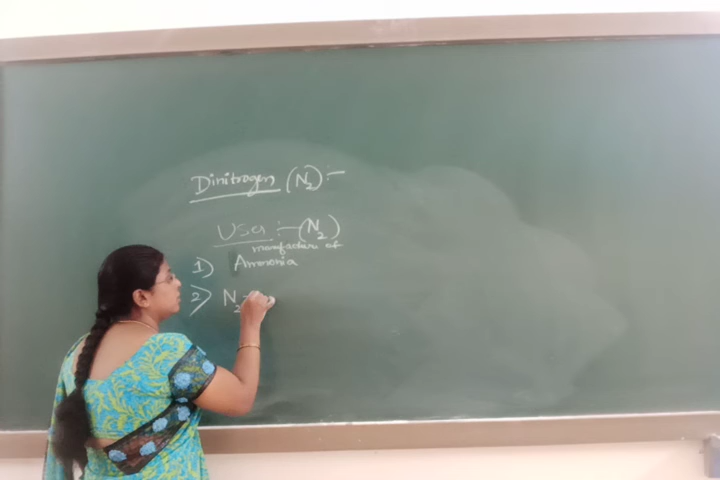 Dinitrogen (N2) :-
Uses :- (N2)
manufacture of
1) Ammonia
2) N2